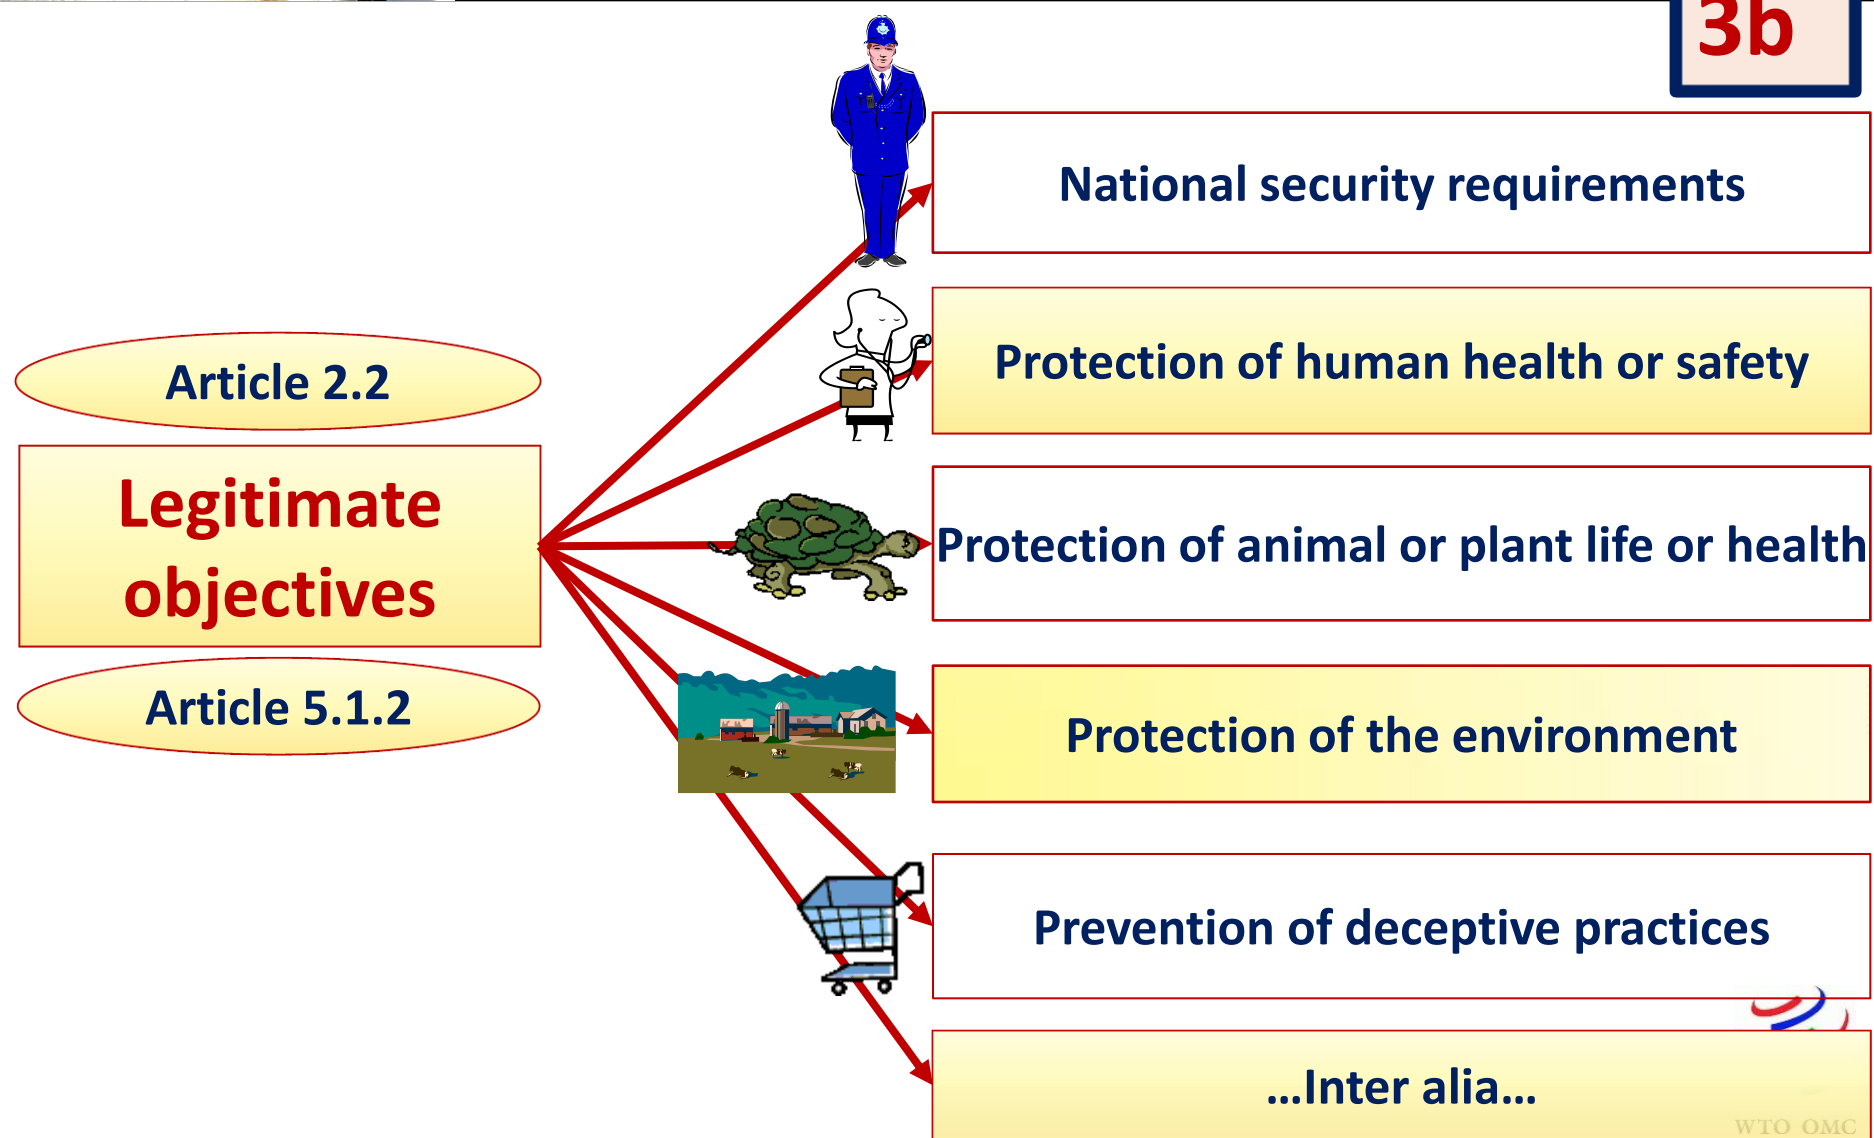 3b
National security requirements
Protection of human health or safety
Article 2.2
Legitimate
objectives
Protection of animal or plant life or health
Article 5.1.2
Protection of the environment
Prevention of deceptive practices
...Inter alia...
WTO OMC